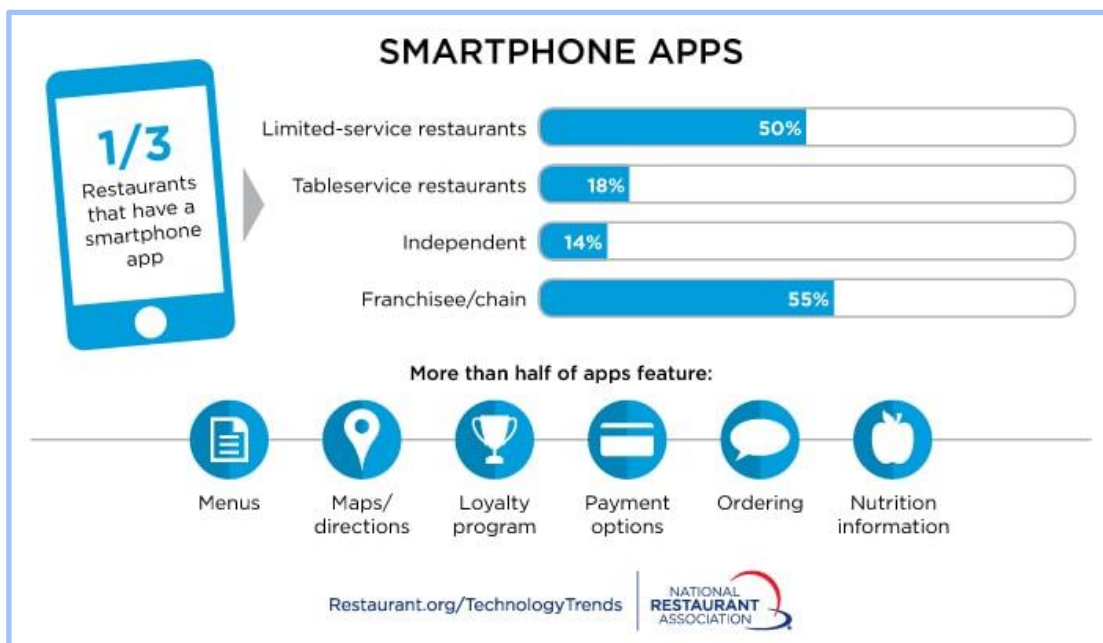 SMARTPHONE APPS
1/3
Restaurants
that have a
smartphone
app
Limited-service restaurants
50%
Tableservice restaurants
18%
Independent
14%
Franchisee/chain
55%
More than half of apps feature:
Menus
Maps/
directions
Loyalty
program
Payment
options
Ordering
Nutrition
information
Restaurant.org/TechnologyTrends
NATIONAL
RESTAURANT
ASSOCIATION